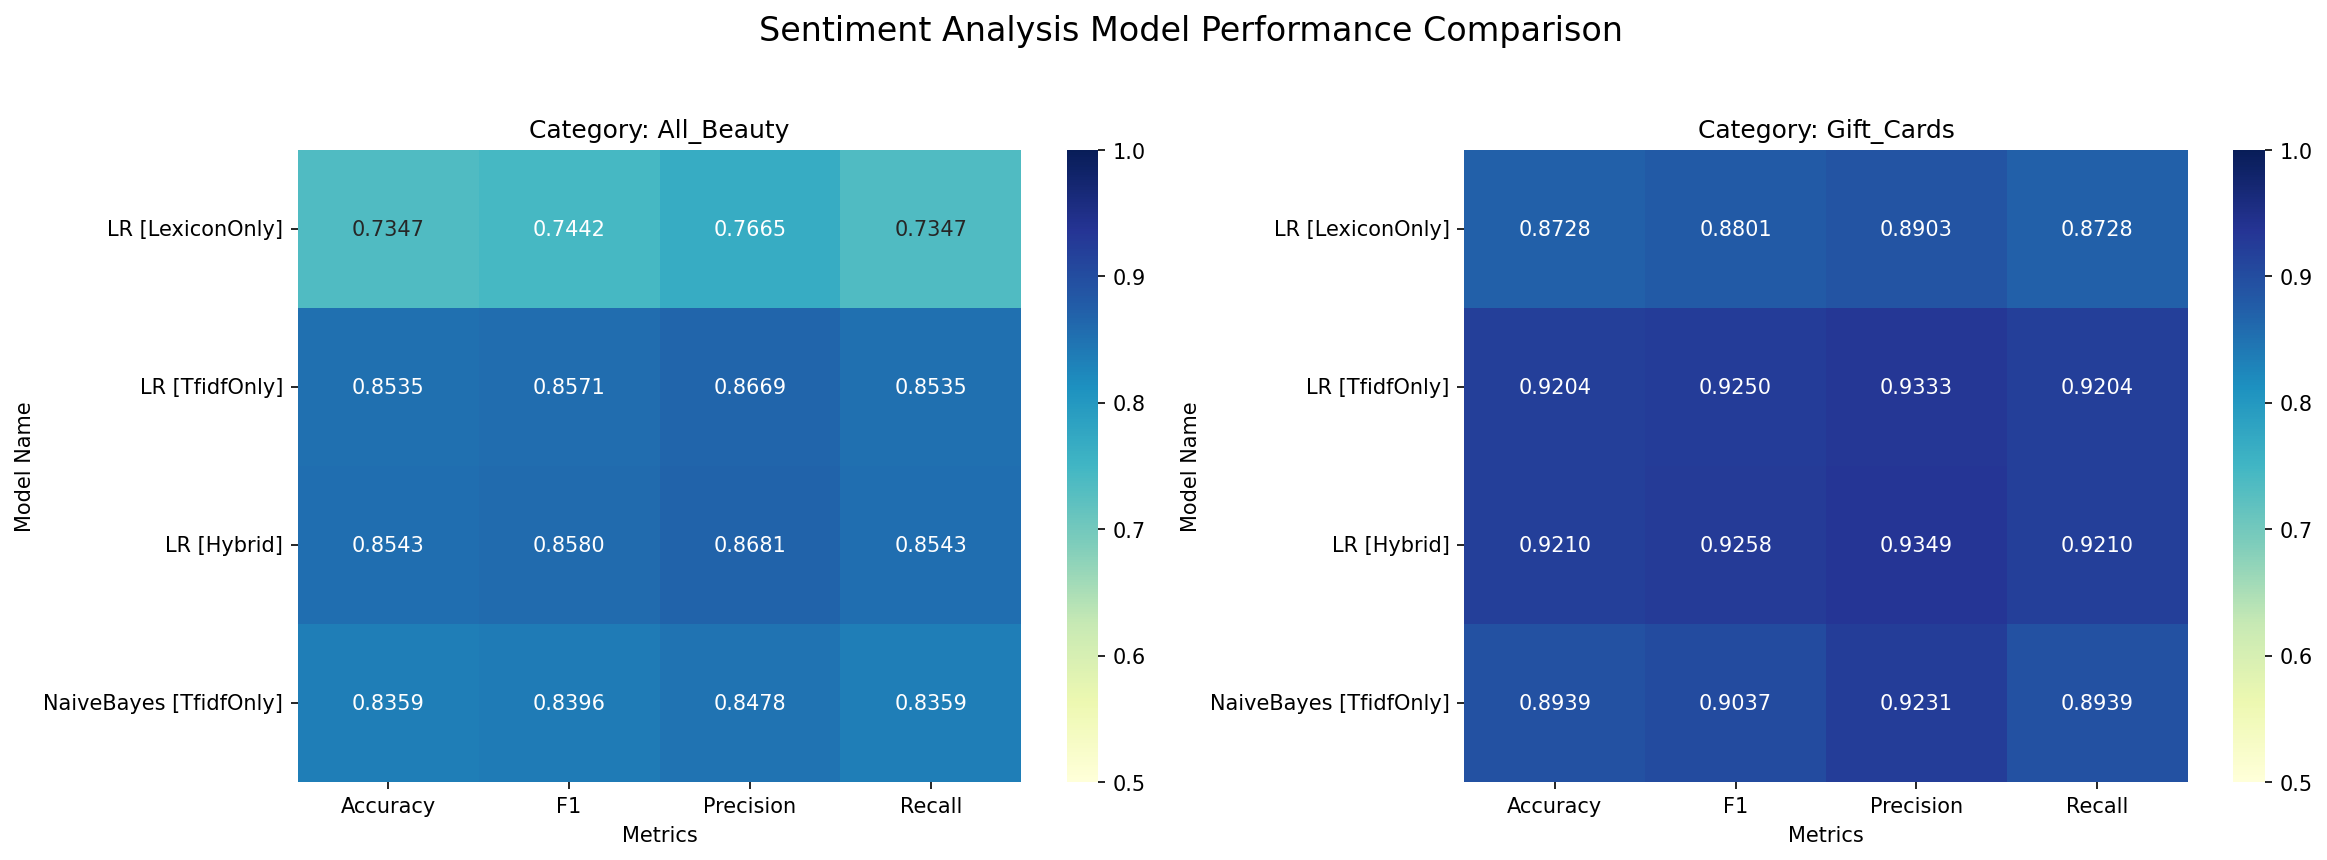 Sentiment Analysis Model Performance Comparison
Category: All_Beauty
Model Name
LR [LexiconOnly]
0.7347 0.7442 0.7665 0.7347
LR [TfidfOnly]
0.8535 0.8571 0.8669 0.8535
LR [Hybrid]
0.8543 0.8580 0.8681 0.8543
NaiveBayes [TfidfOnly]
0.8359 0.8396 0.8478 0.8359
Accuracy F1 Precision Recall
Metrics
1.0
0.9
0.8
0.7
0.6
0.5
Category: Gift_Cards
Model Name
LR [LexiconOnly]
0.8728 0.8801 0.8903 0.8728
LR [TfidfOnly]
0.9204 0.9250 0.9333 0.9204
LR [Hybrid]
0.9210 0.9258 0.9349 0.9210
NaiveBayes [TfidfOnly]
0.8939 0.9037 0.9231 0.8939
Accuracy F1 Precision Recall
Metrics
1.0
0.9
0.8
0.7
0.6
0.5